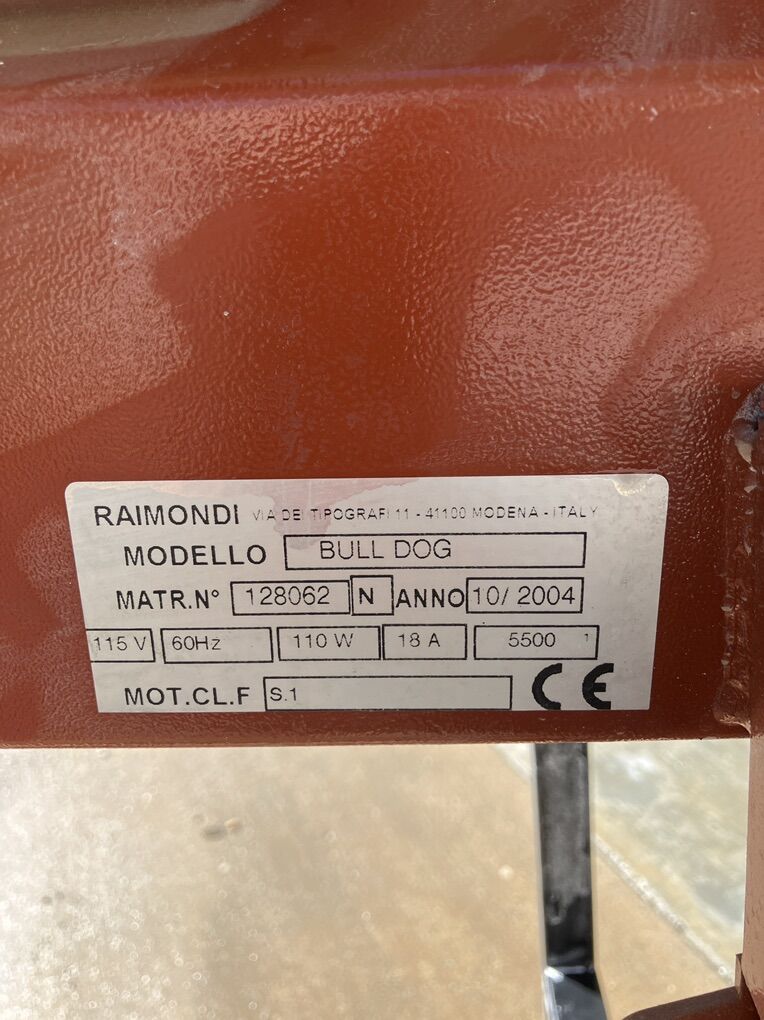 RAIMONDI VIA DEI TIPOGRAFI 11 - 41100 MODENA - ITALY
MODELLO BULL DOG
MATR.N° 128062 N ANNO 10/ 2004
115 V 60Hz 110 W 18 A 5500 ¹
MOT.CL.F S.1 CE